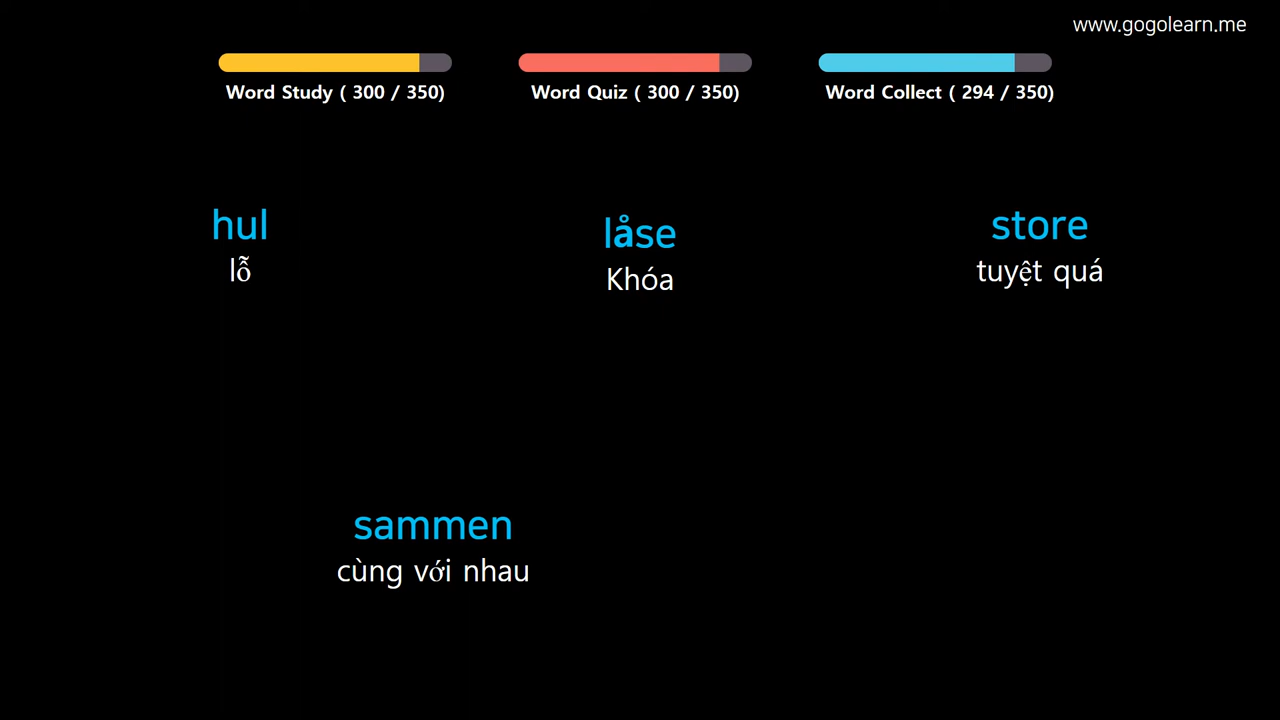 www.gogolearn.me
Word Study ( 300 / 350)
Word Quiz ( 300 / 350)
Word Collect ( 294 / 350)
hul
lỗ
låse
Khóa
store
tuyệt quá
sammen
cùng với nhau